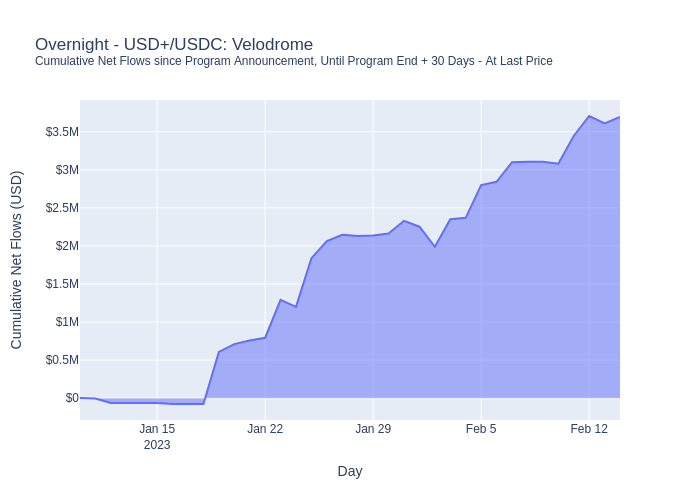 Overnight - USD+/USDC: Velodrome
Cumulative Net Flows since Program Announcement, Until Program End + 30 Days - At Last Price
Cumulative Net Flows (USD)
$3.5M
$3M
$2.5M
$2M
$1.5M
$1M
$0.5M
$0
Jan 15
2023
Jan 22
Jan 29
Feb 5
Feb 12
Day